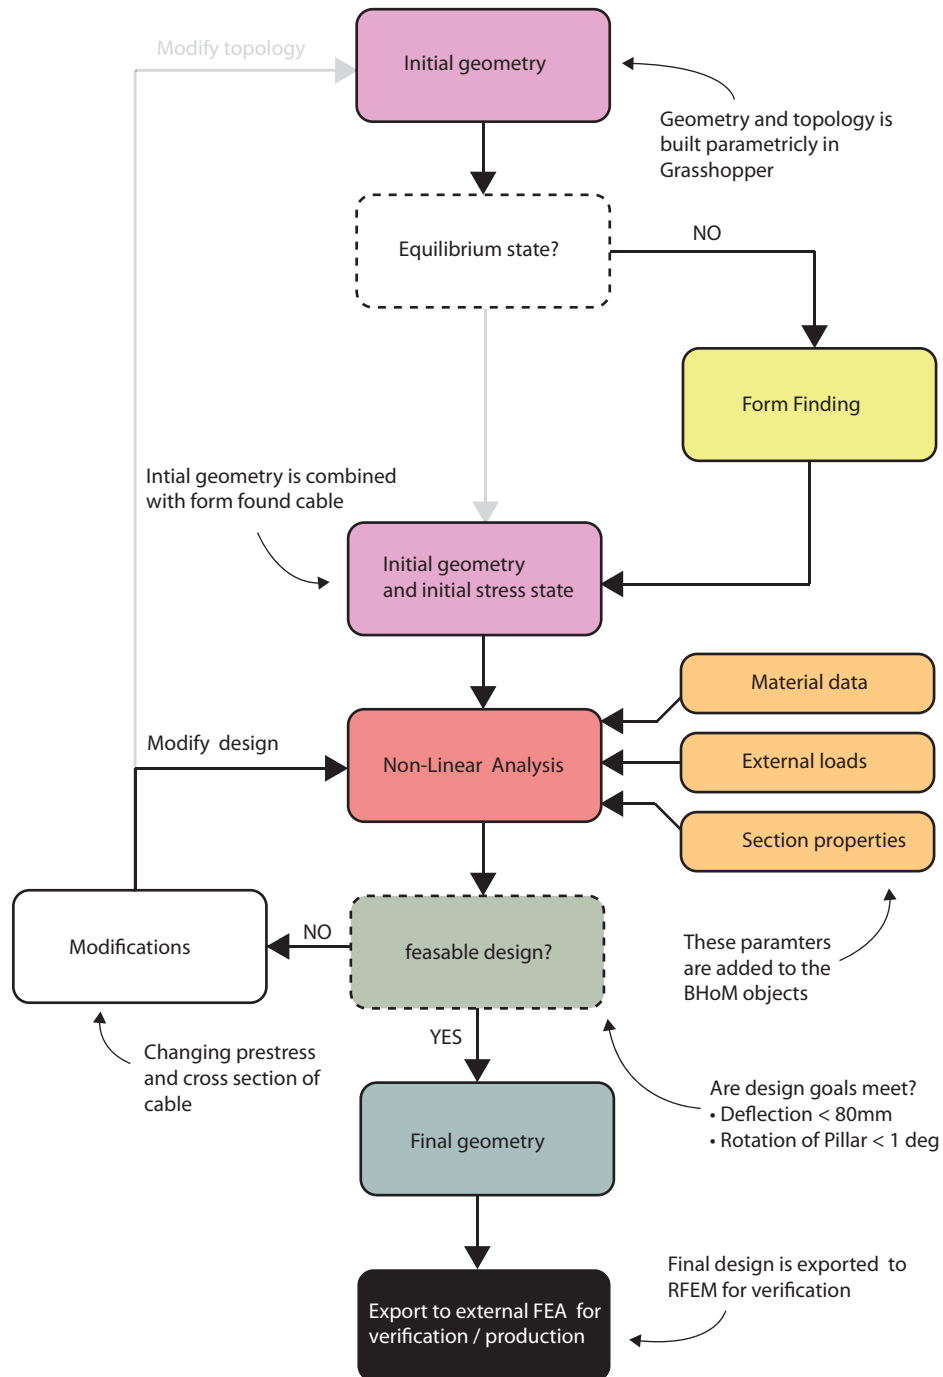 Modify topology
Initial geometry
Geometry and topology is
built parametricly in
Grasshopper
Equilibrium state?
NO
Form Finding
Intial geometry is combined
with form found cable
Initial geometry
and initial stress state
Material data
Modify design
Non-Linear Analysis
External loads
Section properties
NO
Modifications
feasable design?
These paramters
are added to the
BHoM objects
YES
Changing prestress
and cross section of
cable
Are design goals meet?
• Deflection < 80mm
• Rotation of Pillar < 1 deg
Final geometry
Final design is exported to
RFEM for verification
Export to external FEA for
verification / production